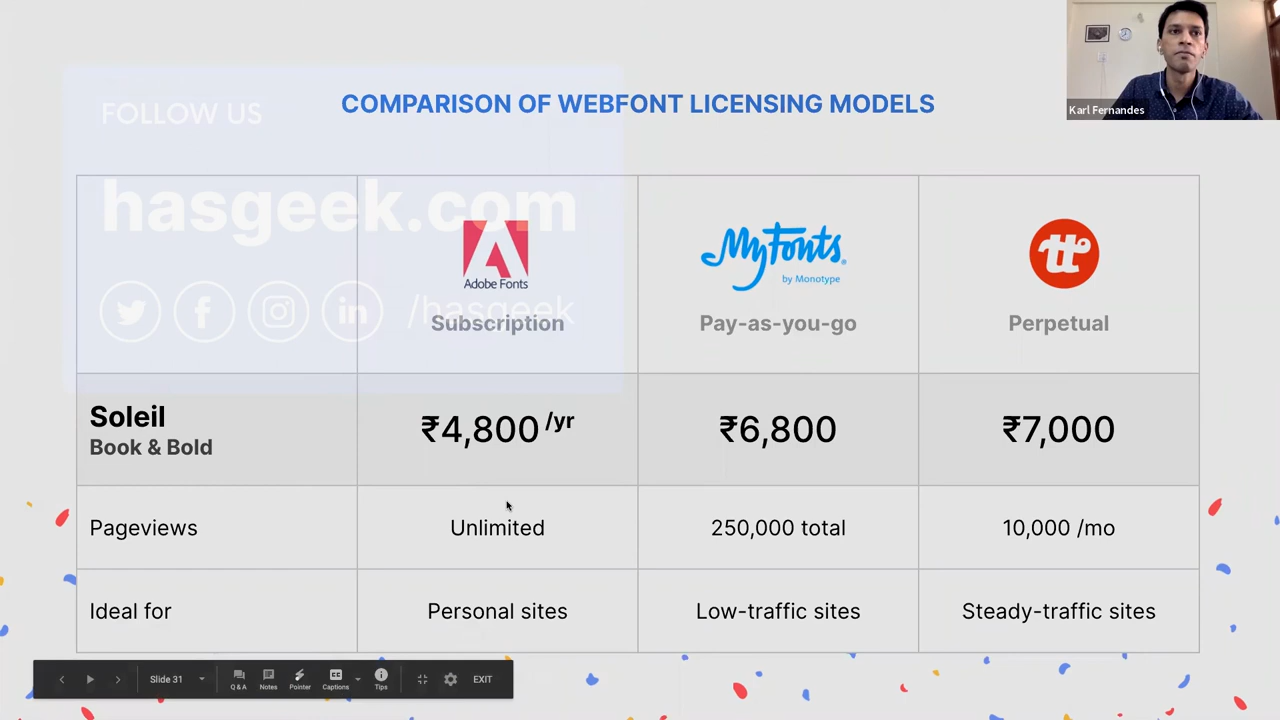 COMPARISON OF WEBFONT LICENSING MODELS
Karl Fernandes
FOLLOW US
hasgeek.com
/hasgeek
Adobe Fonts
Subscription
MyFonts
by Monotype
Pay-as-you-go
tt
Perpetual
Soleil
Book & Bold
₹4,800 /yr
₹6,800
₹7,000
Pageviews
Unlimited
250,000 total
10,000 /mo
Ideal for
Personal sites
Low-traffic sites
Steady-traffic sites
Slide 31
Q & A
Notes
Pointer
Captions
Tips
EXIT